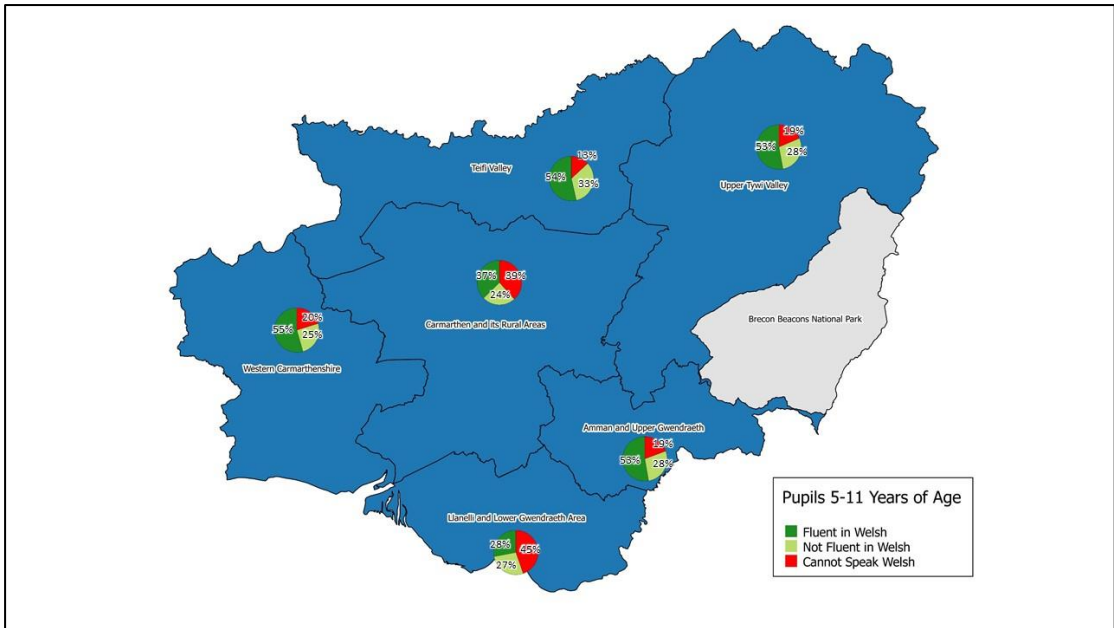 19%
53%
28%
Upper Tywi Valley
13%
54%
33%
Teifi Valley
37%
39%
24%
Carmarthen and its Rural Areas
20%
55%
25%
Western Carmarthenshire
Brecon Beacons National Park
Amman and Upper Gwendraeth
19%
53%
28%
Llanelli and Lower Gwendraeth Area
28%
45%
27%
Pupils 5-11 Years of Age
Fluent in Welsh
Not Fluent in Welsh
Cannot Speak Welsh